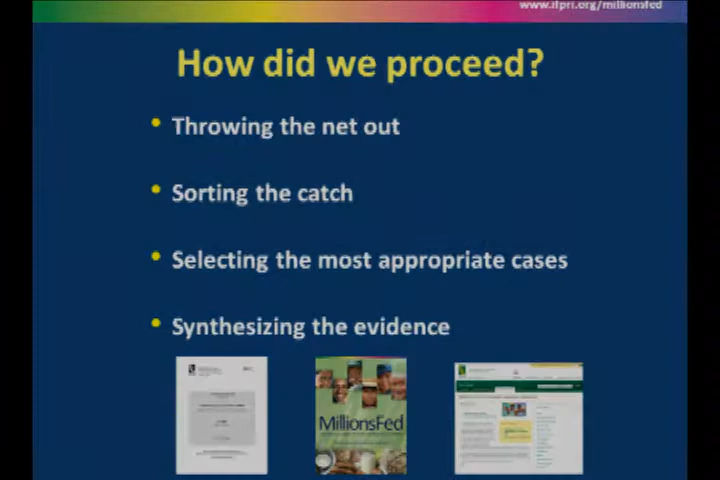 www.ifpri.org/millionsfed
How did we proceed?
• Throwing the net out
• Sorting the catch
• Selecting the most appropriate cases
• Synthesizing the evidence
MillionsFed